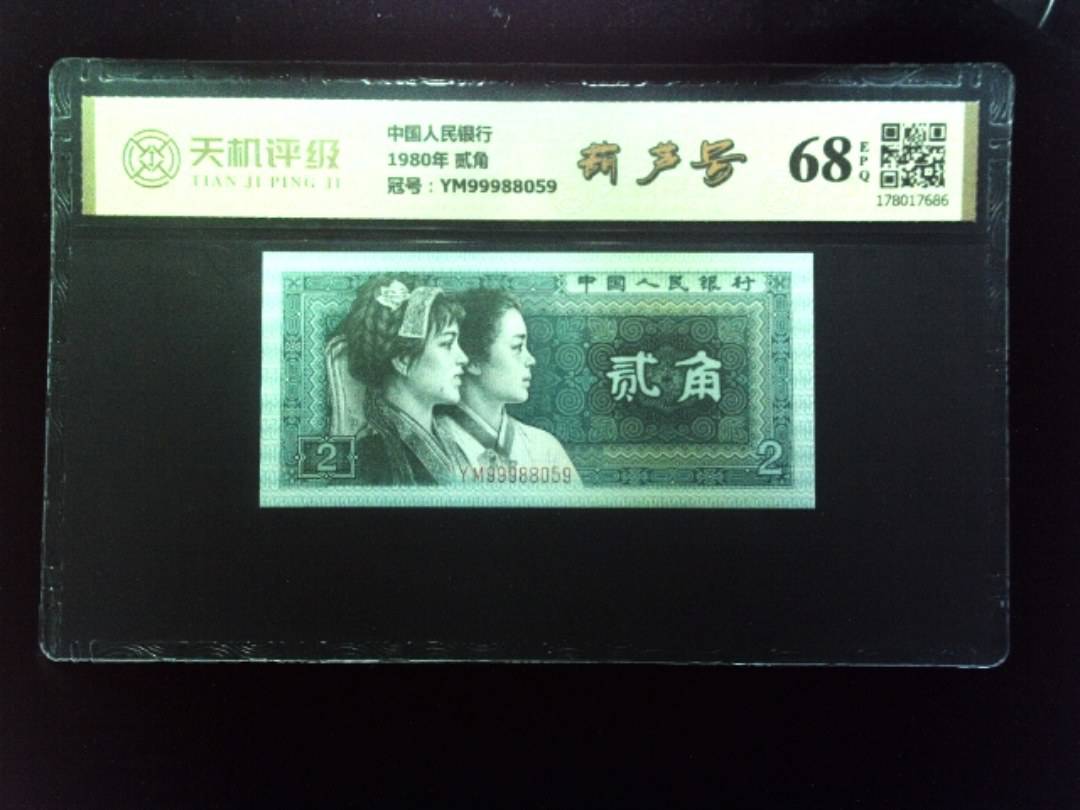 天机评级
TIAN JI PING JI
中国人民银行
1980年 贰角
冠号：YM99988059
葫芦号
68 EPQ
178017686
中国人民银行
贰角
2
YM99988059
2